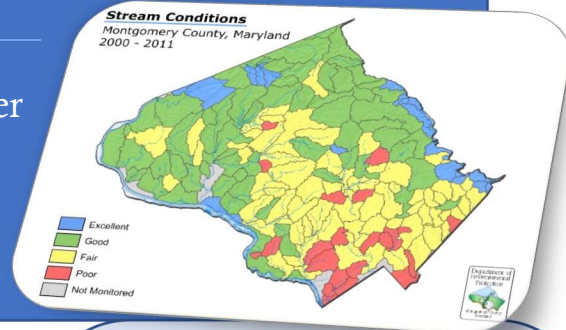 Stream Conditions
Montgomery County, Maryland
2000 - 2011
er
Excellent
Good
Fair
Poor
Not Monitored
Department of
Environmental
Protection